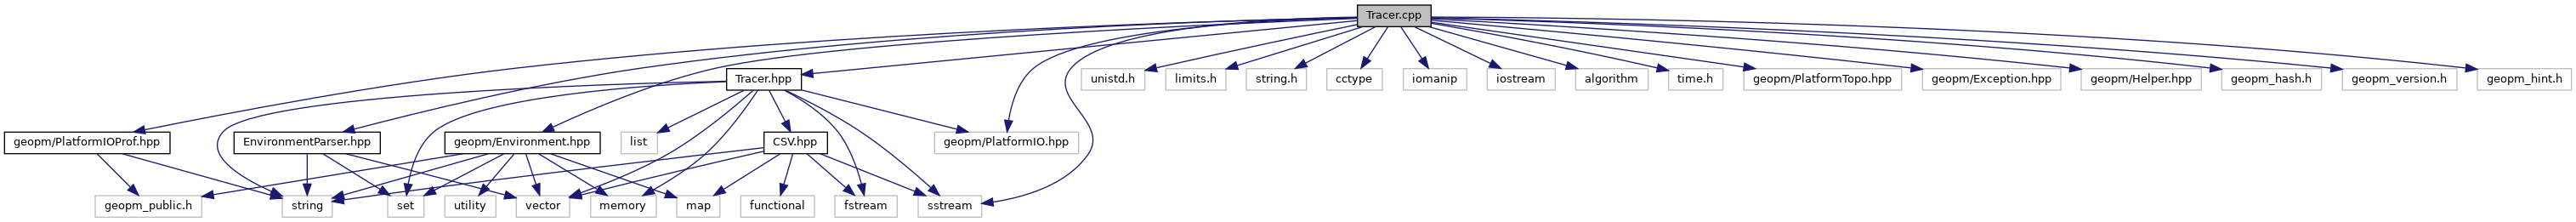 Tracer.cpp
Tracer.hpp
unistd.h
limits.h
string.h
cctype
iomanip
iostream
algorithm
time.h
geopm/PlatformTopo.hpp
geopm/Exception.hpp
geopm/Helper.hpp
geopm_hash.h
geopm_version.h
geopm_hint.h
geopm/PlatformIOProf.hpp
EnvironmentParser.hpp
geopm/Environment.hpp
list
CSV.hpp
geopm/PlatformIO.hpp
geopm_public.h
string
set
utility
vector
memory
map
functional
fstream
sstream